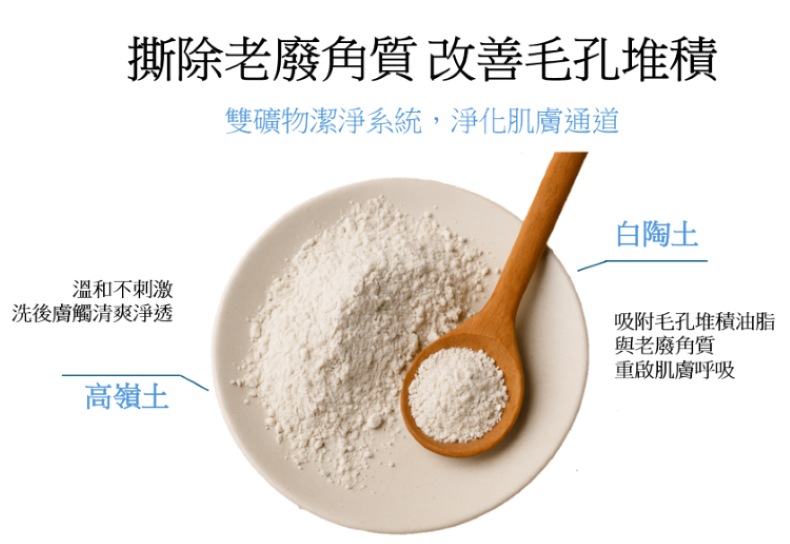 撕除老廢角質 改善毛孔堆積
雙礦物潔淨系統，淨化肌膚通道
白陶土
吸附毛孔堆積油脂
與老廢角質
重啟肌膚呼吸
溫和不刺激
洗後膚觸清爽淨透
高嶺土